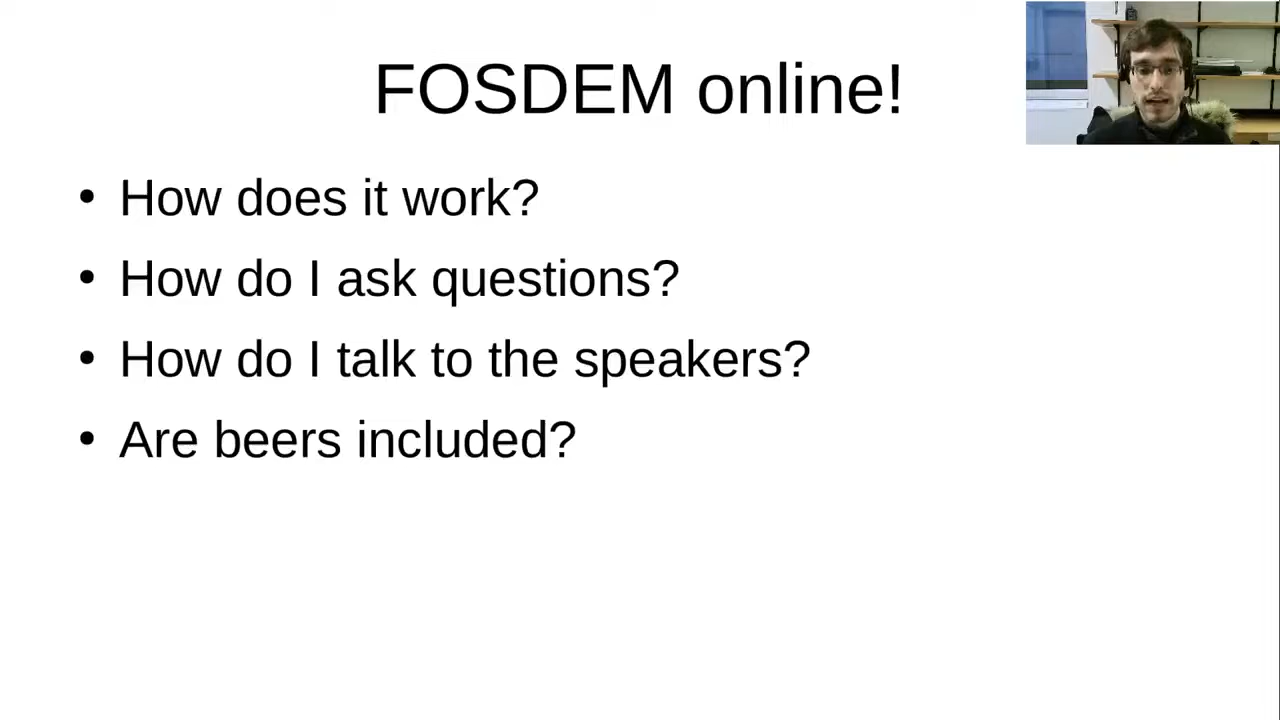 FOSDEM online!
• How does it work?
• How do I ask questions?
• How do I talk to the speakers?
• Are beers included?